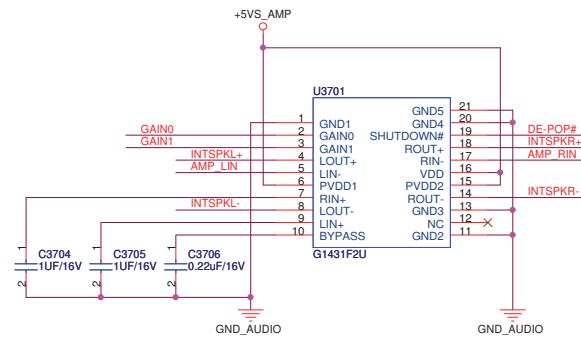 +5VS_AMP
U3701
1 GND1
2 GAIN0
3 GAIN1
4 LOUT+
5 LIN-
6 PVDD1
7 RIN+
8 LOUT-
9 LIN+
10 BYPASS
GND5 21
GND4 20
SHUTDOWN# 19
ROUT+ 18
RIN- 17
VDD 16
PVDD2 15
ROUT- 14
GND3 13
NC 12
GND2 11
G1431F2U
GAIN0
GAIN1
INTSPKL+
AMP_LIN
INTSPKL-
DE-POP#
INTSPKR+
AMP_RIN
INTSPKR-
1
C3704
1UF/16V
2
1
C3705
1UF/16V
2
1
C3706
0.22uF/16V
2
GND_AUDIO
GND_AUDIO